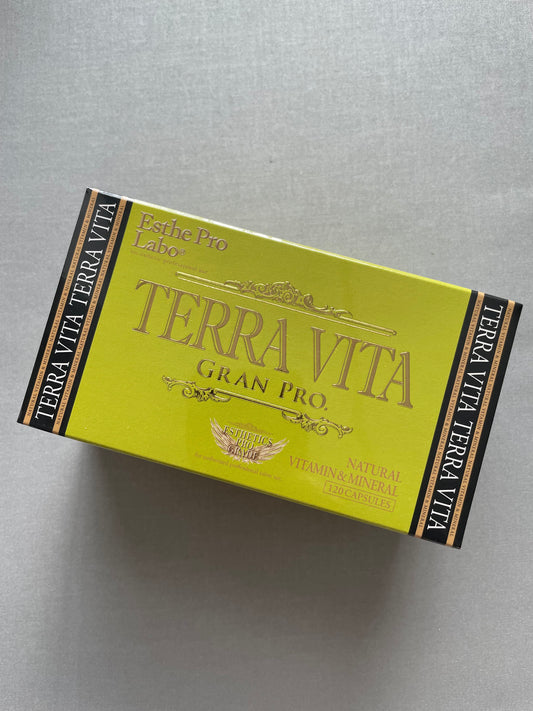 Esthe Pro
Labo
TERRA VITA
GRAN PRO.
ESTHETICS
PRO
NATURAL
VITAMIN & MINERAL
120 CAPSULES
TERRA VITA TERRA VITA
TERRA VITA TERRA VITA